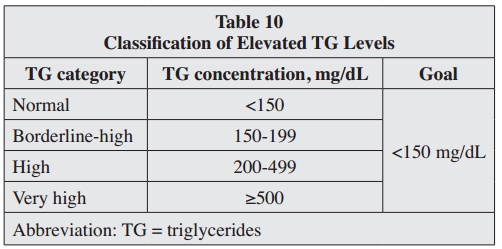 Table 10
Classification of Elevated TG Levels
TG category TG concentration, mg/dL Goal
Normal <150
Borderline-high 150-199
<150 mg/dL
High 200-499
Very high ≥500
Abbreviation: TG = triglycerides